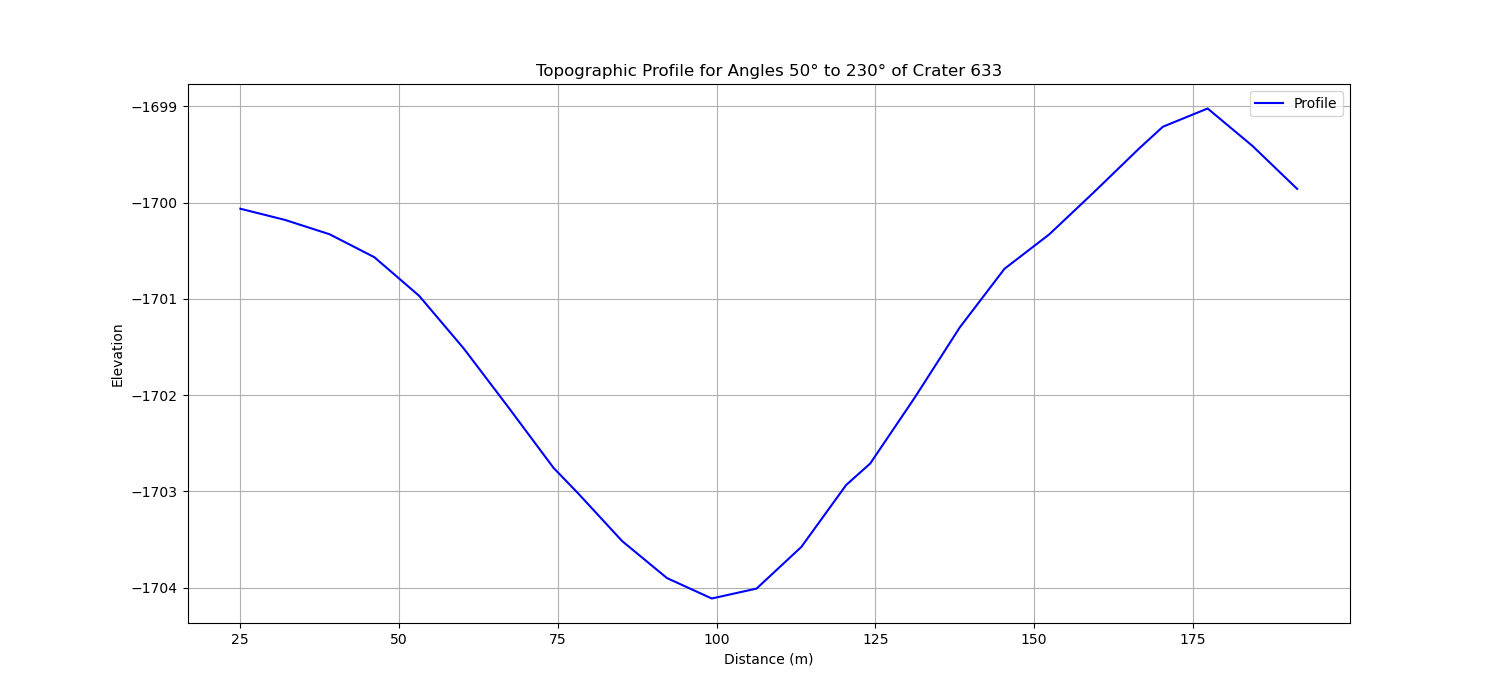 Topographic Profile for Angles 50° to 230° of Crater 633
Profile
−1699
−1700
−1701
−1702
−1703
−1704
Elevation
25 50 75 100 125 150 175
Distance (m)